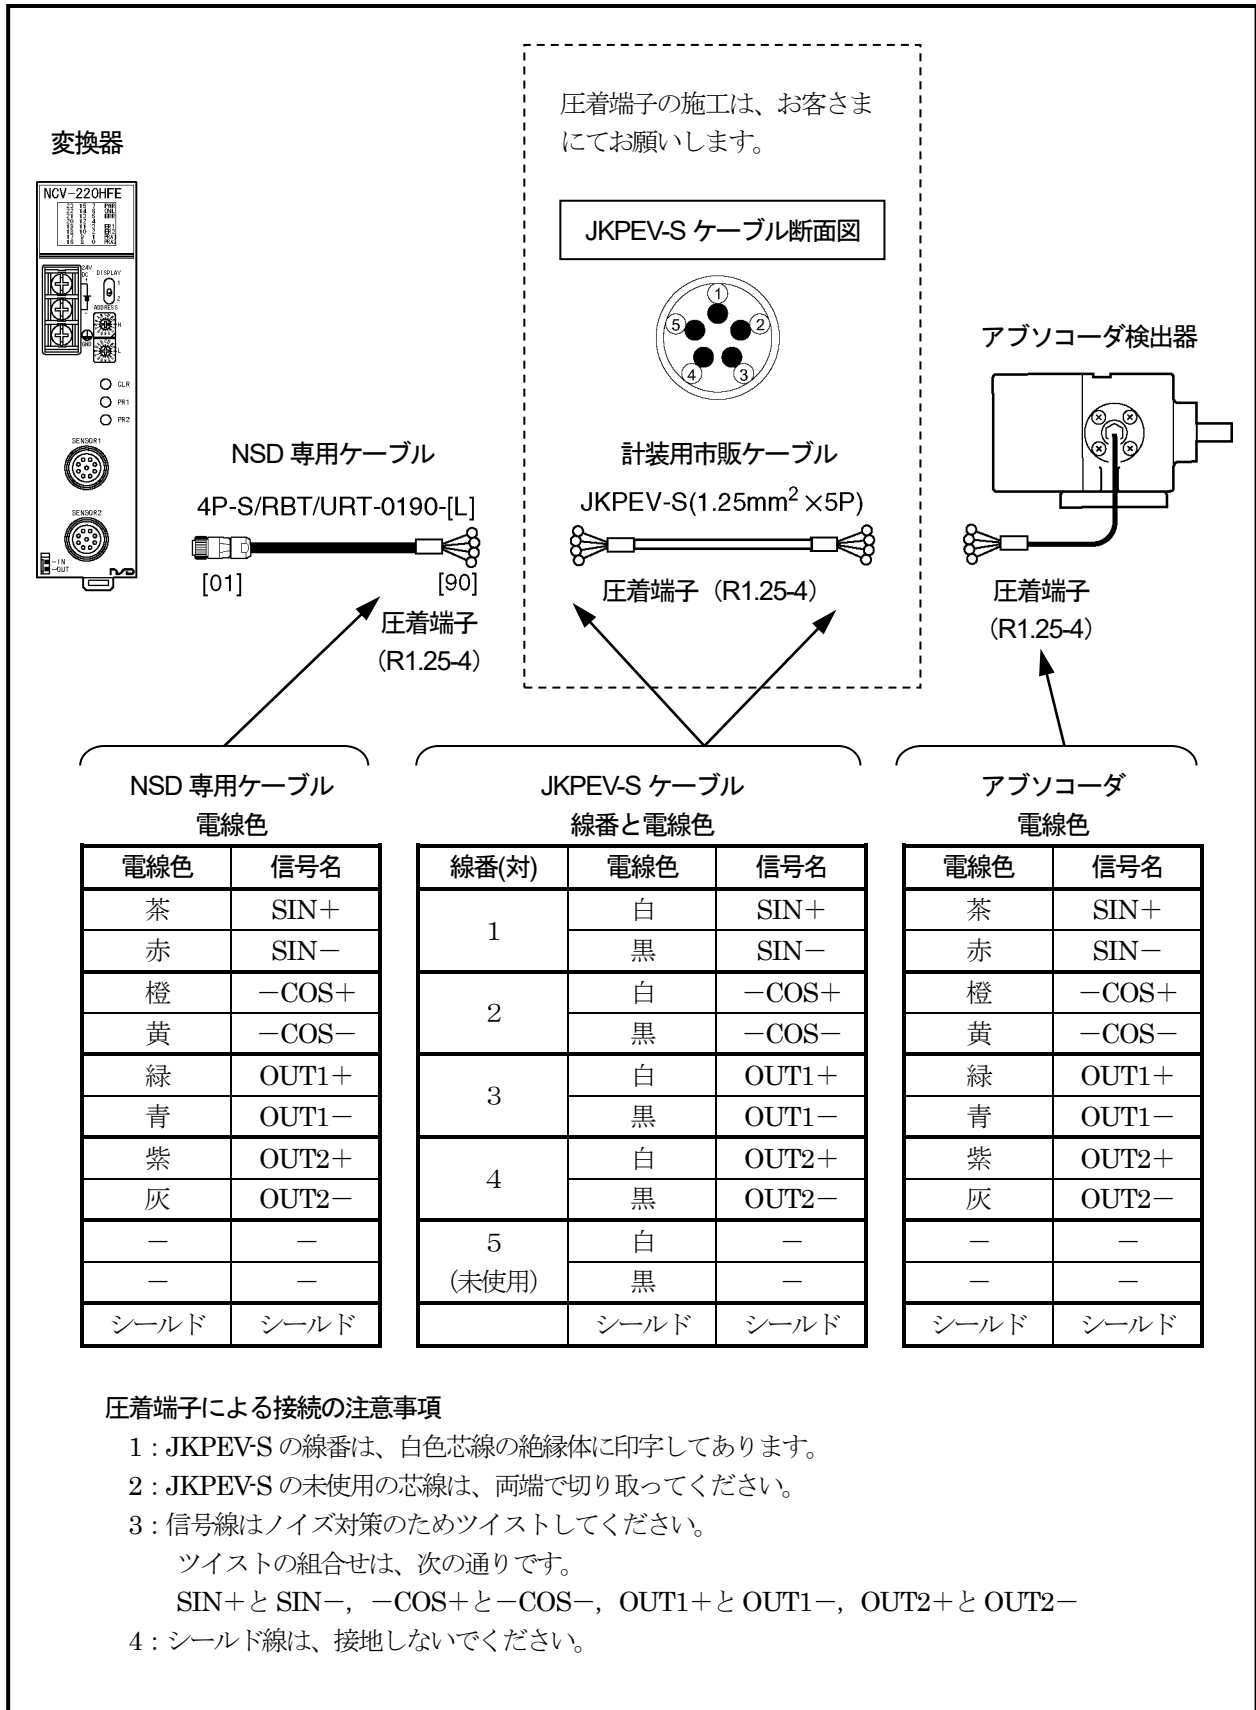 圧着端子の施工は、お客さま
にてお願いします。
変換器
NCV-220HFE
24V
DC
+
-
GND
DISPLAY
1
2
ADDRESS
H
L
CLR
PR1
PR2
SENSOR1
SENSOR2
-IN
-OUT
NSD
JKPEV-S ケーブル断面図
1
2
3
4
5
アブソコーダ検出器
NSD 専用ケーブル
4P-S/RBT/URT-0190-[L]
[01]
[90]
圧着端子
(R1.25-4)
計装用市販ケーブル
JKPEV-S(1.25mm²×5P)
圧着端子（R1.25-4）
圧着端子
(R1.25-4)
NSD 専用ケーブル
電線色
電線色 信号名
茶 SIN+
赤 SIN−
橙 −COS+
黄 −COS−
緑 OUT1+
青 OUT1−
紫 OUT2+
灰 OUT2−
− −
− −
シールド シールド
JKPEV-S ケーブル
線番と電線色
線番(対) 電線色 信号名
1 白 SIN+
黒 SIN−
2 白 −COS+
黒 −COS−
3 白 OUT1+
黒 OUT1−
4 白 OUT2+
黒 OUT2−
5 白 −
(未使用) 黒 −
シールド シールド
アブソコーダ
電線色
電線色 信号名
茶 SIN+
赤 SIN−
橙 −COS+
黄 −COS−
緑 OUT1+
青 OUT1−
紫 OUT2+
灰 OUT2−
− −
− −
シールド シールド
圧着端子による接続の注意事項
1：JKPEV-S の線番は、白色芯線の絶縁体に印字してあります。
2：JKPEV-S の未使用の芯線は、両端で切り取ってください。
3：信号線はノイズ対策のためツイストしてください。
ツイストの組合せは、次の通りです。
SIN+と SIN−，−COS+と−COS−，OUT1+と OUT1−，OUT2+と OUT2−
4：シールド線は、接地しないでください。